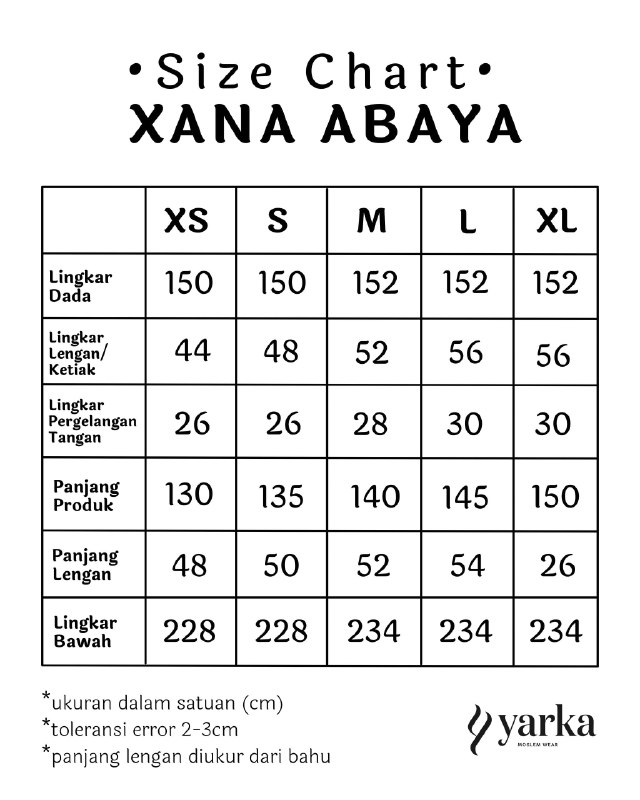 •Size Chart•
XANA ABAYA
XS S M L XL
Lingkar
Dada
150 150 152 152 152
Lingkar
Lengan/
Ketiak
44 48 52 56 56
Lingkar
Pergelangan
Tangan
26 26 28 30 30
Panjang
Produk
130 135 140 145 150
Panjang
Lengan
48 50 52 54 26
Lingkar
Bawah
228 228 234 234 234
*ukuran dalam satuan (cm)
*toleransi error 2-3cm
*panjang lengan diukur dari bahu
yarka
MOSLEM WEAR